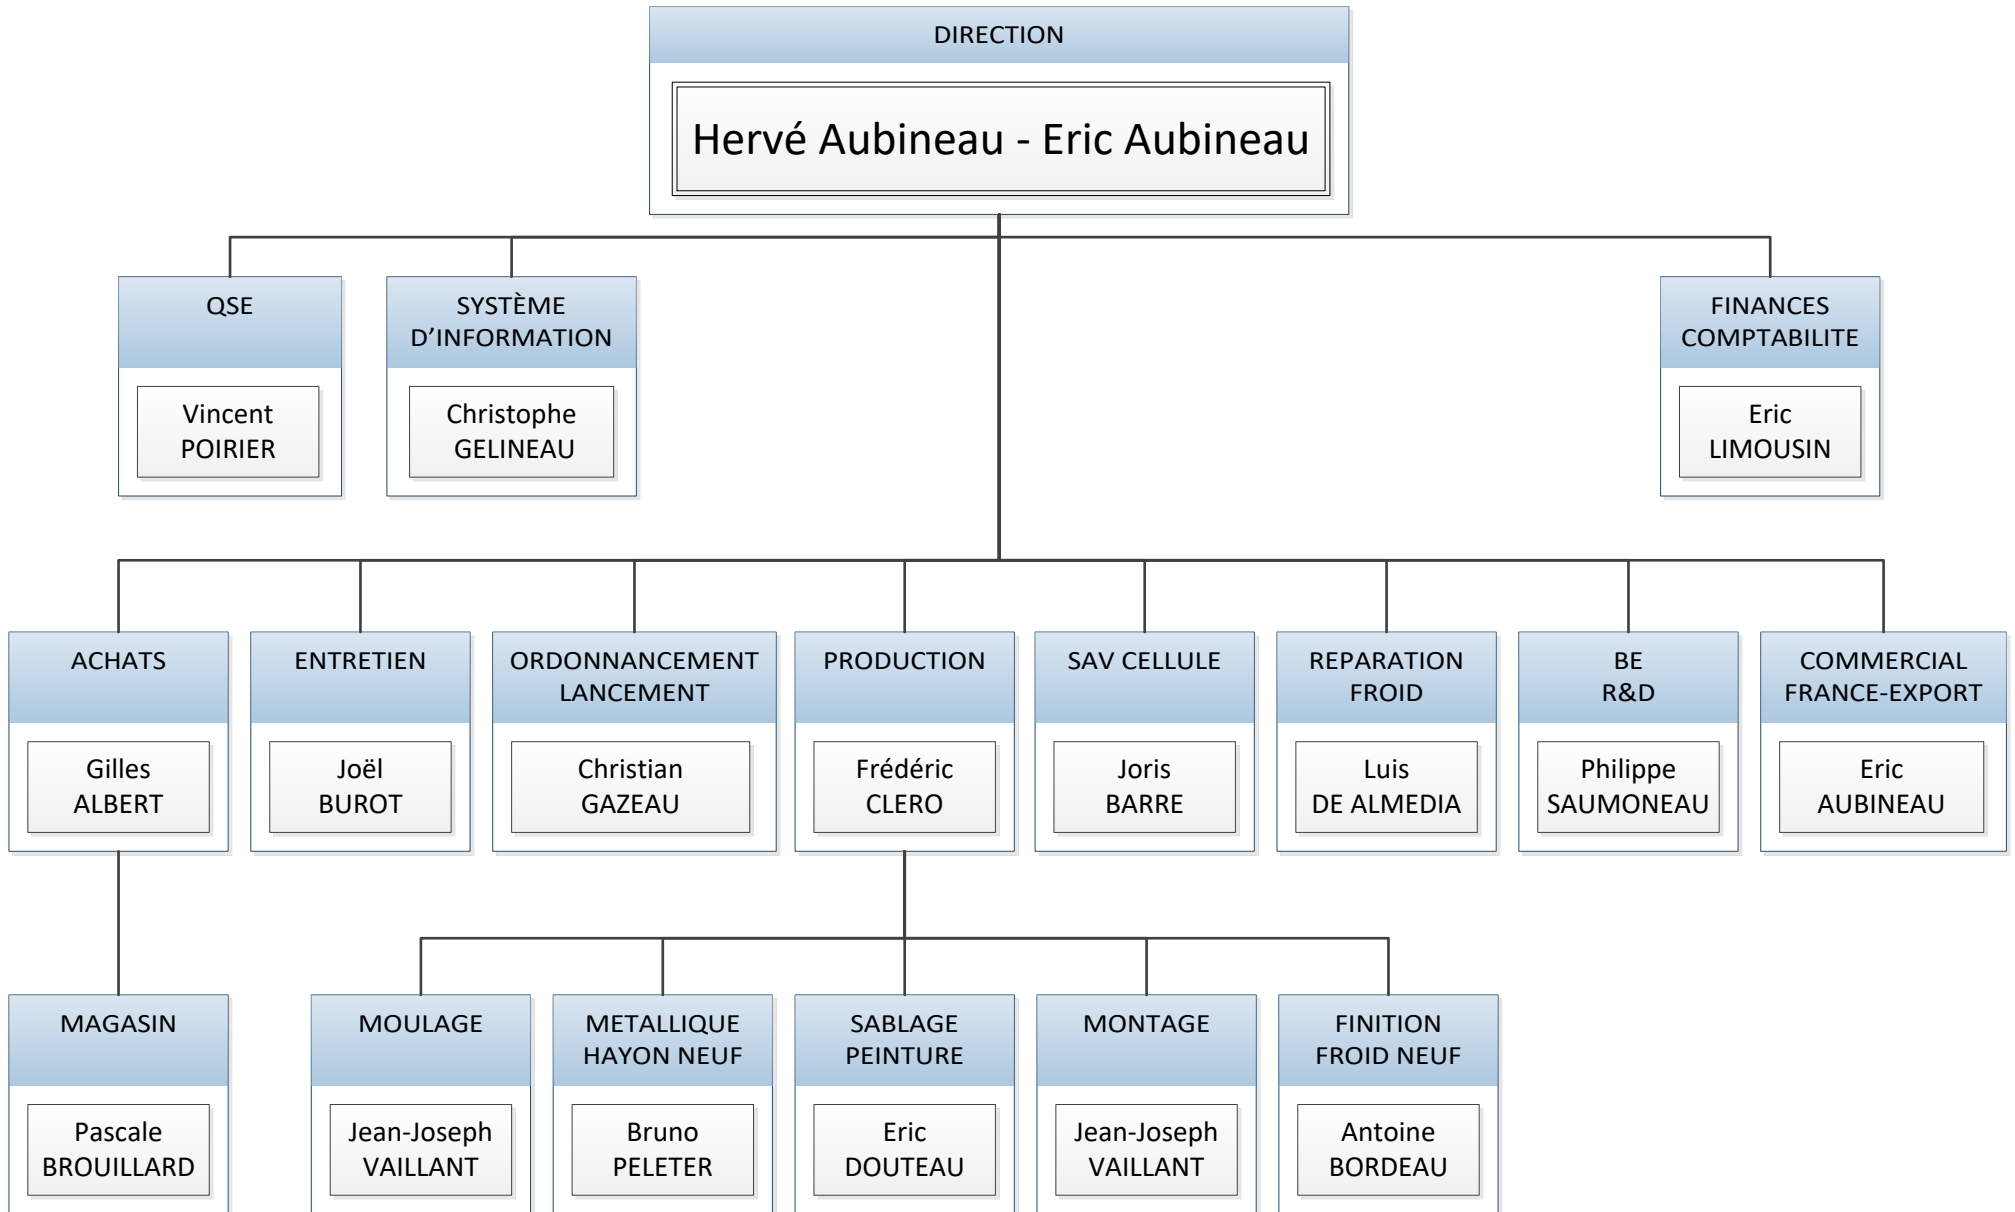 DIRECTION
Hervé Aubineau - Eric Aubineau
QSE
Vincent
POIRIER
SYSTÈME
D’INFORMATION
Christophe
GELINEAU
FINANCES
COMPTABILITE
Eric
LIMOUSIN
ACHATS
Gilles
ALBERT
ENTRETIEN
Joël
BUROT
ORDONNANCEMENT
LANCEMENT
Christian
GAZEAU
PRODUCTION
Frédéric
CLERO
SAV CELLULE
Joris
BARRE
REPARATION
FROID
Luis
DE ALMEDIA
BE
R&D
Philippe
SAUMONEAU
COMMERCIAL
FRANCE-EXPORT
Eric
AUBINEAU
MAGASIN
Pascale
BROUILLARD
MOULAGE
Jean-Joseph
VAILLANT
METALLIQUE
HAYON NEUF
Bruno
PELETER
SABLAGE
PEINTURE
Eric
DOUTEAU
MONTAGE
Jean-Joseph
VAILLANT
FINITION
FROID NEUF
Antoine
BORDEAU